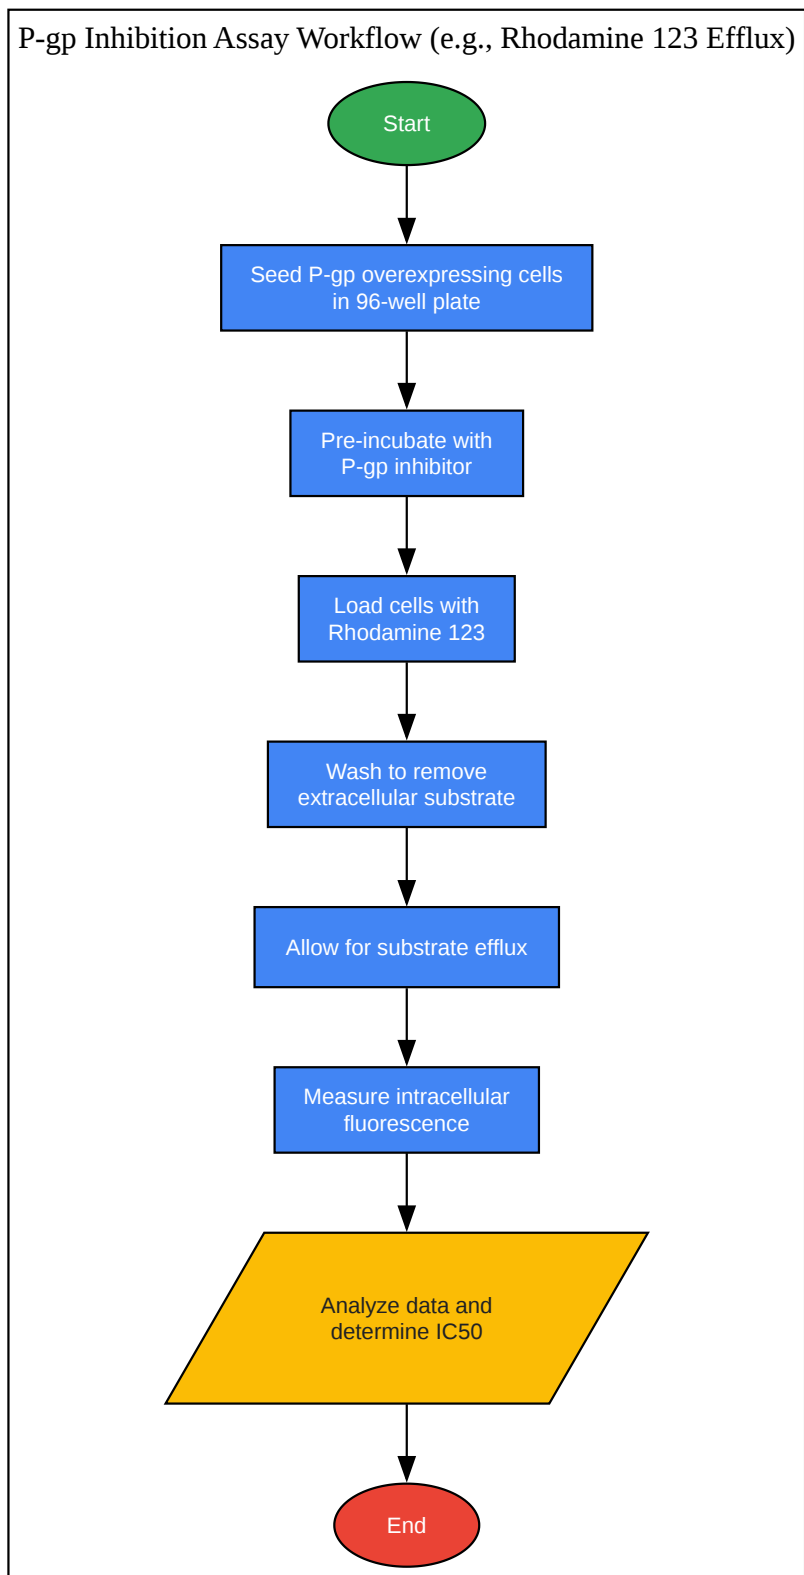 P-gp Inhibition Assay Workflow (e.g., Rhodamine 123 Efflux)
Start
Seed P-gp overexpressing cells
in 96-well plate
Pre-incubate with
P-gp inhibitor
Load cells with
Rhodamine 123
Wash to remove
extracellular substrate
Allow for substrate efflux
Measure intracellular
fluorescence
Analyze data and
determine IC50
End